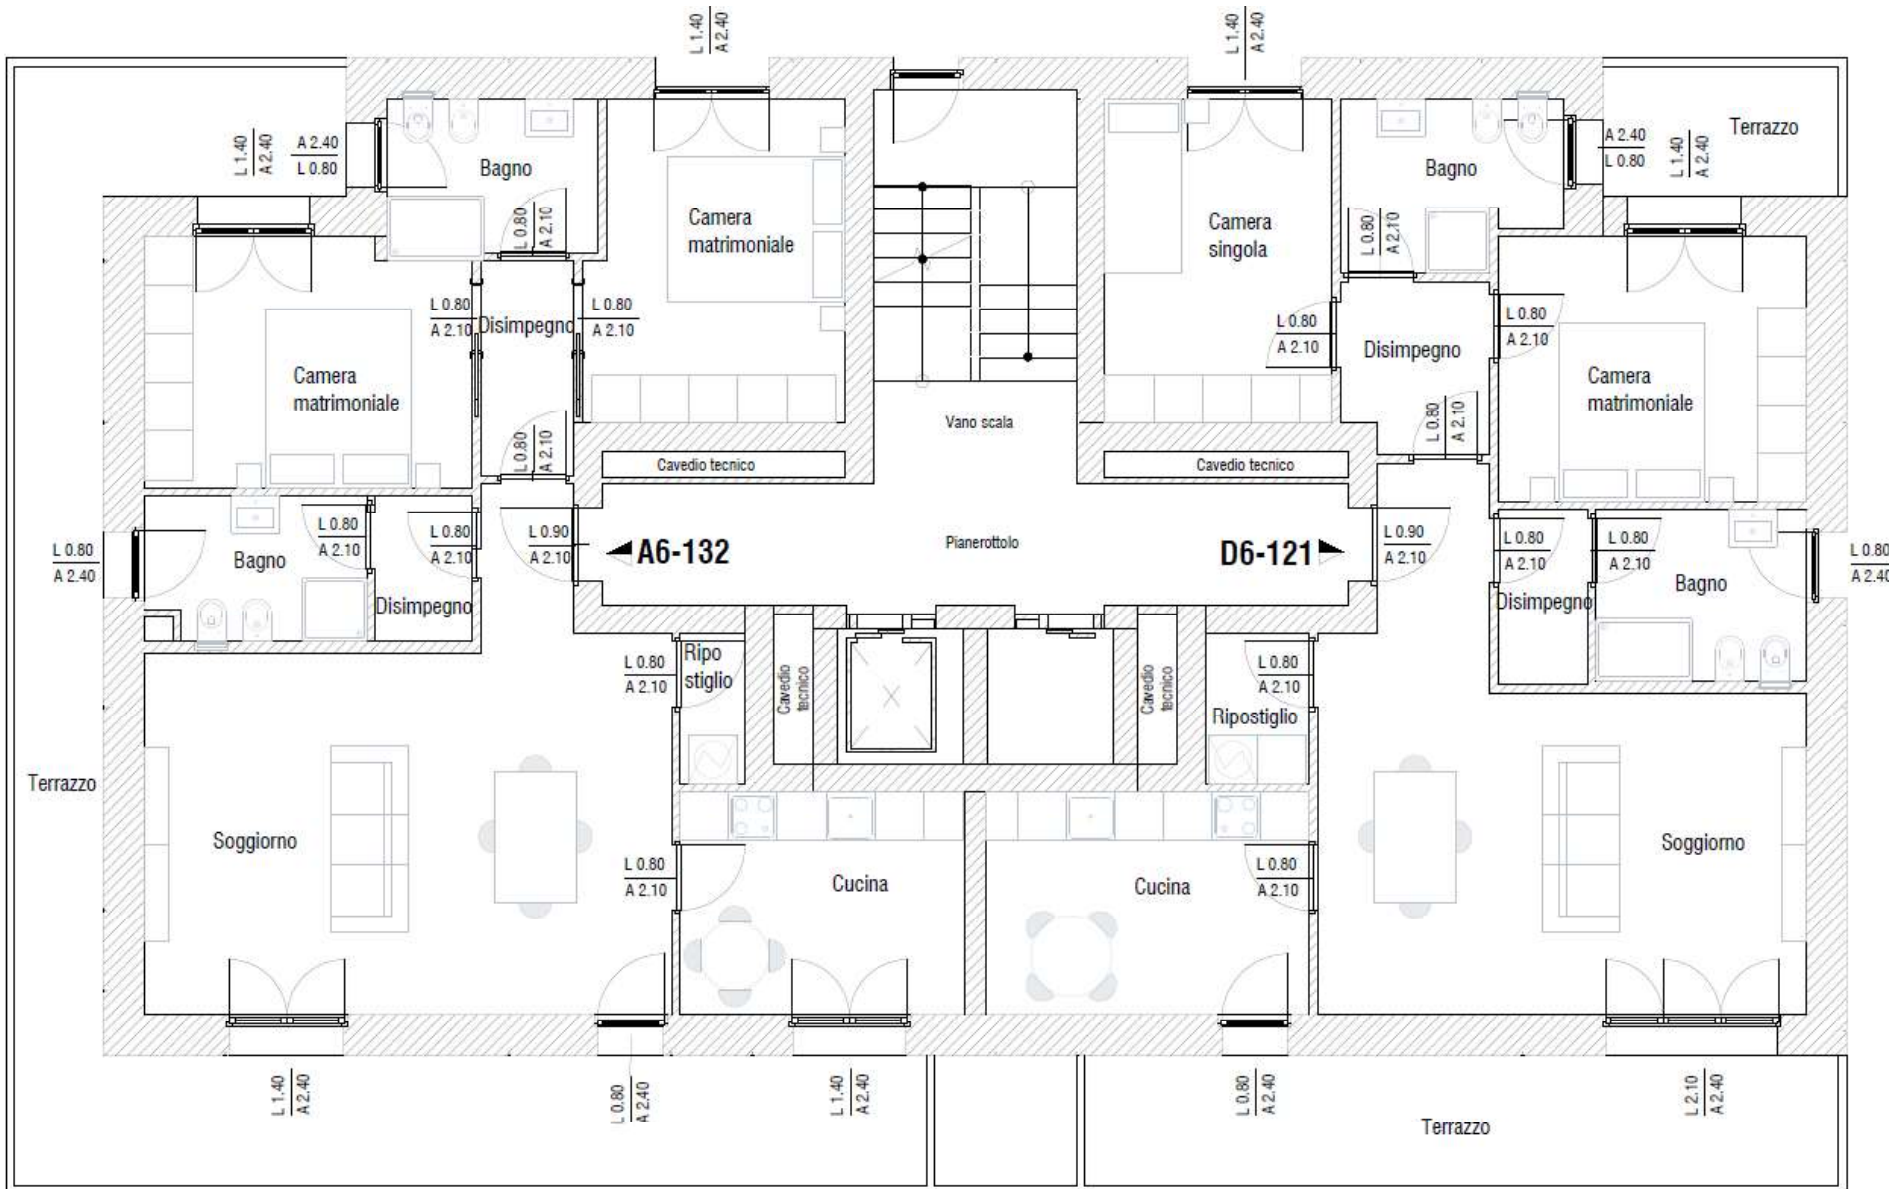 L 1.40
A 2.40
L 1.40
A 2.40
L 1.40
A 2.40
A 2.40
L 0.80
Bagno
L 0.80
A 2.10
Camera
matrimoniale
Camera
singola
Bagno
L 0.80
A 2.10
A 2.40
L 0.80
L 1.40
A 2.40
Terrazzo
L 0.80
A 2.10
Disimpegno
L 0.80
A 2.10
L 0.80
A 2.10
Disimpegno
L 0.80
A 2.10
Camera
matrimoniale
Camera
matrimoniale
L 0.80
A 2.10
Vano scala
L 0.80
A 2.10
Cavedio tecnico
Cavedio tecnico
L 0.80
A 2.40
Bagno
L 0.80
A 2.10
L 0.80
A 2.10
Disimpegno
L 0.90
A 2.10
A6-132
Pianerottolo
D6-121
L 0.90
A 2.10
L 0.80
A 2.10
Disimpegno
L 0.80
A 2.10
Bagno
L 0.80
A 2.40
L 0.80
A 2.10
Ripo
stiglio
Cavedio
tecnico
Cavedio
tecnico
L 0.80
A 2.10
Ripostiglio
Terrazzo
Soggiorno
L 0.80
A 2.10
Cucina
Cucina
L 0.80
A 2.10
Soggiorno
L 1.40
A 2.40
L 0.80
A 2.40
L 1.40
A 2.40
L 0.80
A 2.40
L 2.10
A 2.40
Terrazzo